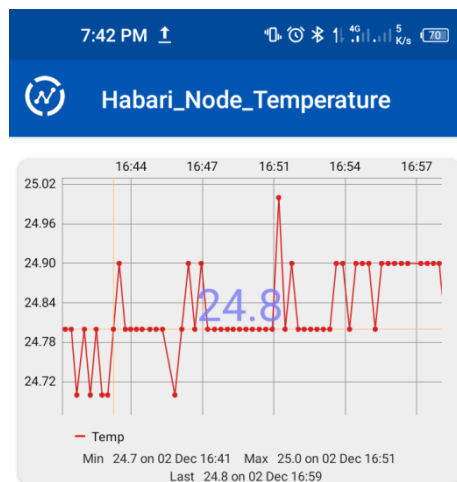 7:42 PM 4G 5 K/s 70
Habari_Node_Temperature
16:44 16:47 16:51 16:54 16:57
25.02
24.96
24.90
24.84
24.8
24.78
24.72
Temp
Min 24.7 on 02 Dec 16:41 Max 25.0 on 02 Dec 16:51
Last 24.8 on 02 Dec 16:59